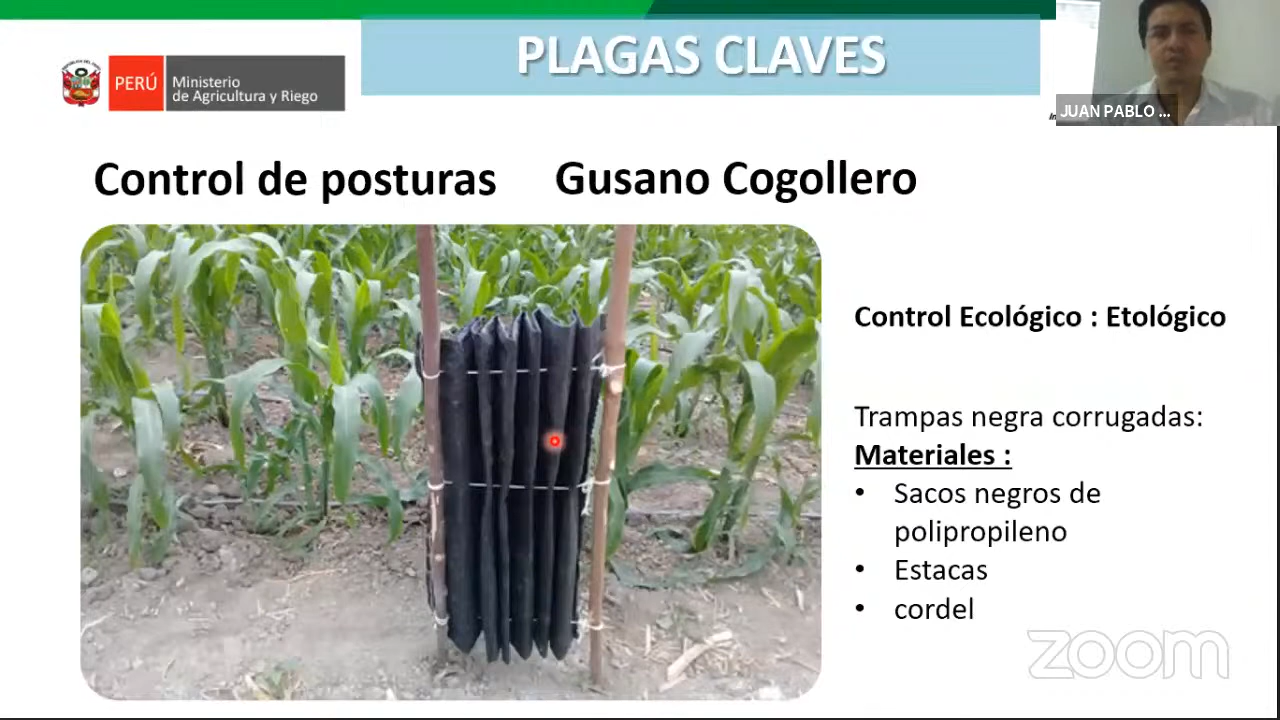 PLAGAS CLAVES
PERÚ
Ministerio
de Agricultura y Riego
JUAN PABLO ...
Control de posturas
Gusano Cogollero
Control Ecológico : Etológico
Trampas negra corrugadas:
Materiales :
• Sacos negros de
polipropileno
• Estacas
• cordel
zoom